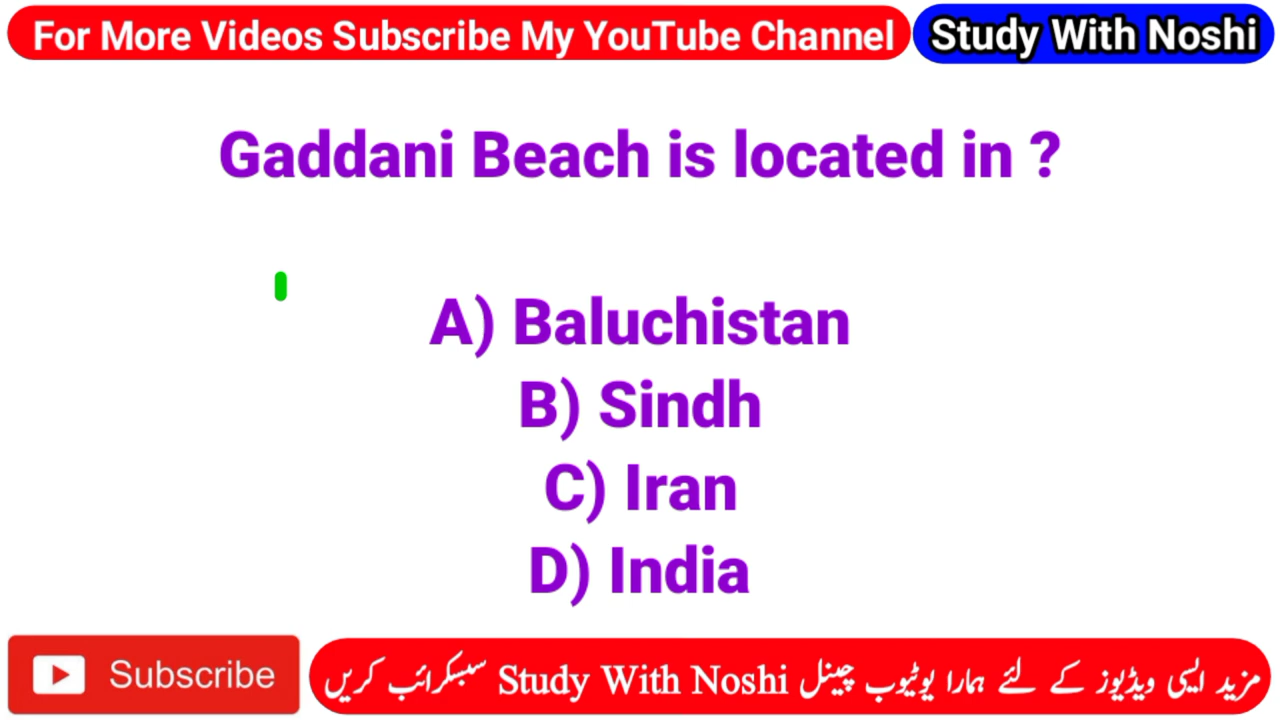 For More Videos Subscribe My YouTube Channel Study With Noshi
Gaddani Beach is located in ?
A) Baluchistan
B) Sindh
C) Iran
D) India
Subscribe
مزید ایسی ویڈیوز کے لئے ہمارا یوٹیوب چینل Study With Noshi سبسکرائب کریں